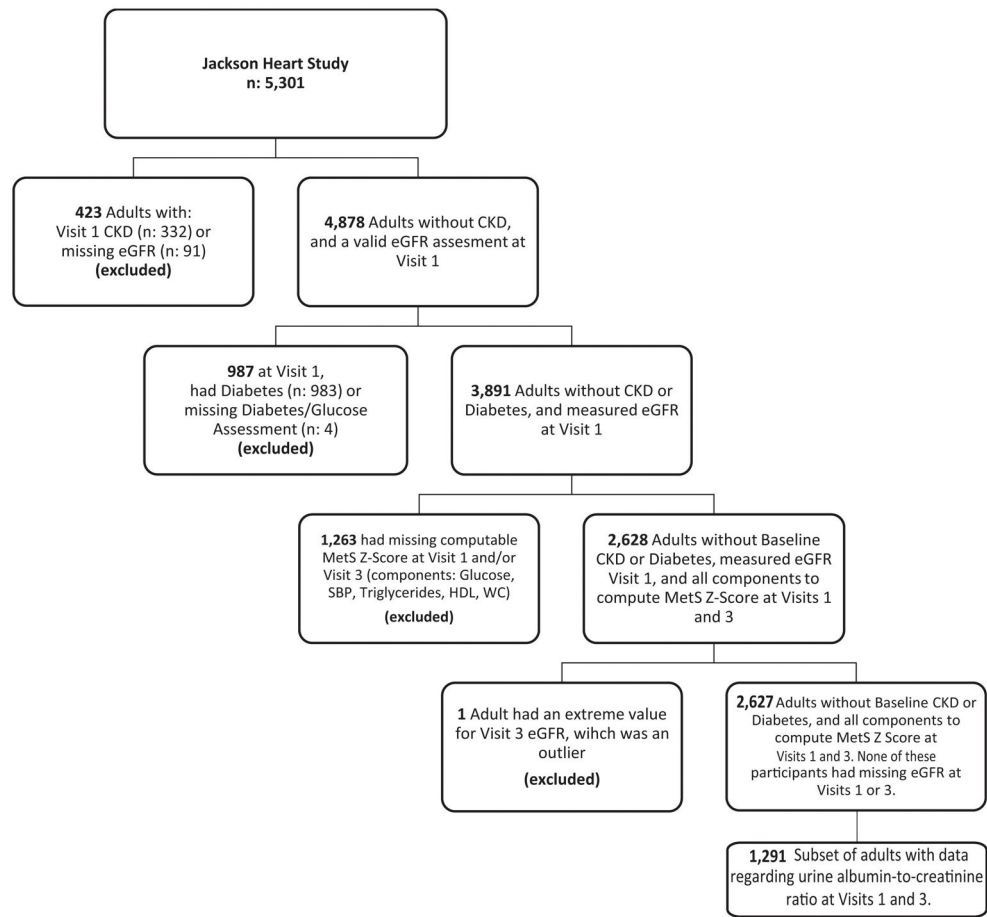 Jackson Heart Study
n: 5,301
423 Adults with:
Visit 1 CKD (n: 332) or
missing eGFR (n: 91)
(excluded)
4,878 Adults without CKD,
and a valid eGFR assesment at
Visit 1
987 at Visit 1,
had Diabetes (n: 983) or
missing Diabetes/Glucose
Assessment (n: 4)
(excluded)
3,891 Adults without CKD or
Diabetes, and measured eGFR
at Visit 1
1,263 had missing computable
MetS Z-Score at Visit 1 and/or
Visit 3 (components: Glucose,
SBP, Triglycerides, HDL, WC)
(excluded)
2,628 Adults without Baseline
CKD or Diabetes, measured eGFR
Visit 1, and all components to
compute MetS Z-Score at Visits 1
and 3
1 Adult had an extreme value
for Visit 3 eGFR, wihch was an
outlier
(excluded)
2,627 Adults without Baseline CKD or
Diabetes, and all components to
compute MetS Z Score at
Visits 1 and 3. None of these
participants had missing eGFR at
Visits 1 or 3.
1,291 Subset of adults with data
regarding urine albumin-to-creatinine
ratio at Visits 1 and 3.